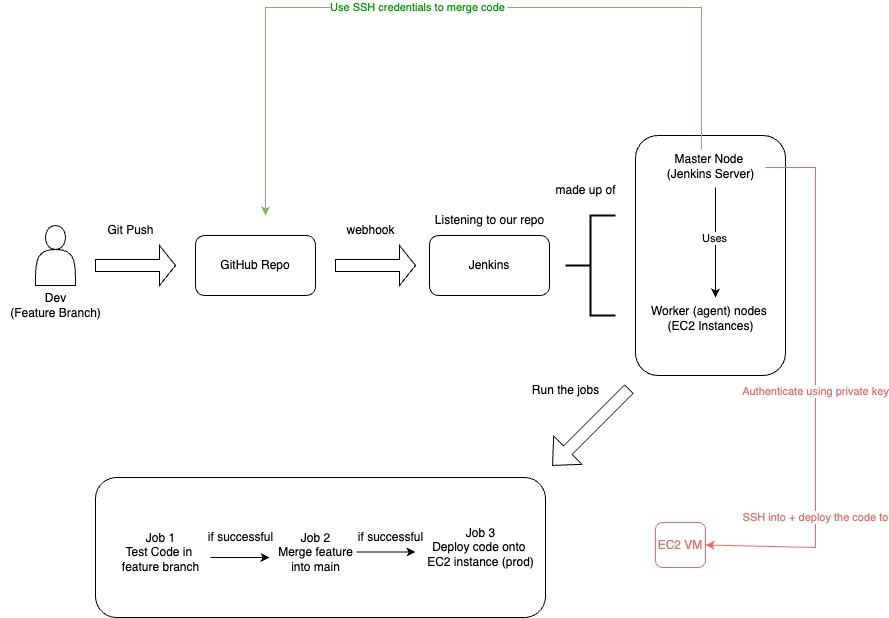 Use SSH credentials to merge code
Master Node
(Jenkins Server)
made up of
Listening to our repo
Git Push
webhook
Uses
GitHub Repo
Jenkins
Dev
(Feature Branch)
Worker (agent) nodes
(EC2 Instances)
Run the jobs
Authenticate using private key
SSH into + deploy the code to
Job 1
Test Code in
feature branch
if successful
Job 2
Merge feature
into main
if successful
Job 3
Deploy code onto
EC2 instance (prod)
EC2 VM